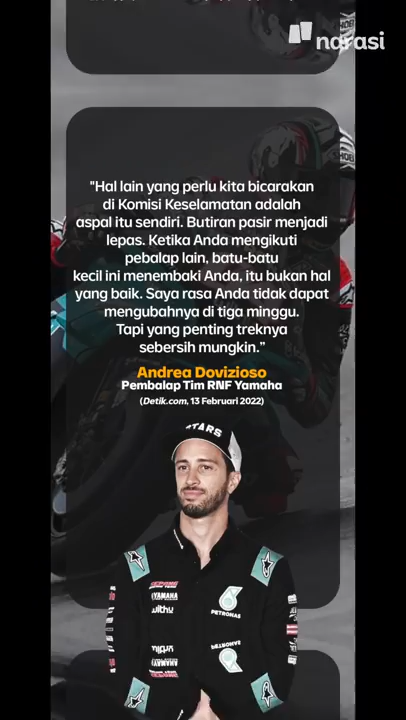 narasi
"Hal lain yang perlu kita bicarakan
di Komisi Keselamatan adalah
aspal itu sendiri. Butiran pasir menjadi
lepas. Ketika Anda mengikuti
pebalap lain, batu-batu
kecil ini menembaki Anda, itu bukan hal
yang baik. Saya rasa Anda tidak dapat
mengubahnya di tiga minggu.
Tapi yang penting treknya
sebersih mungkin."
Andrea Dovizioso
Pembalap Tim RNF Yamaha
(Detik.com, 13 Februari 2022)
STARS
YAMAHA
withu
PETRONAS